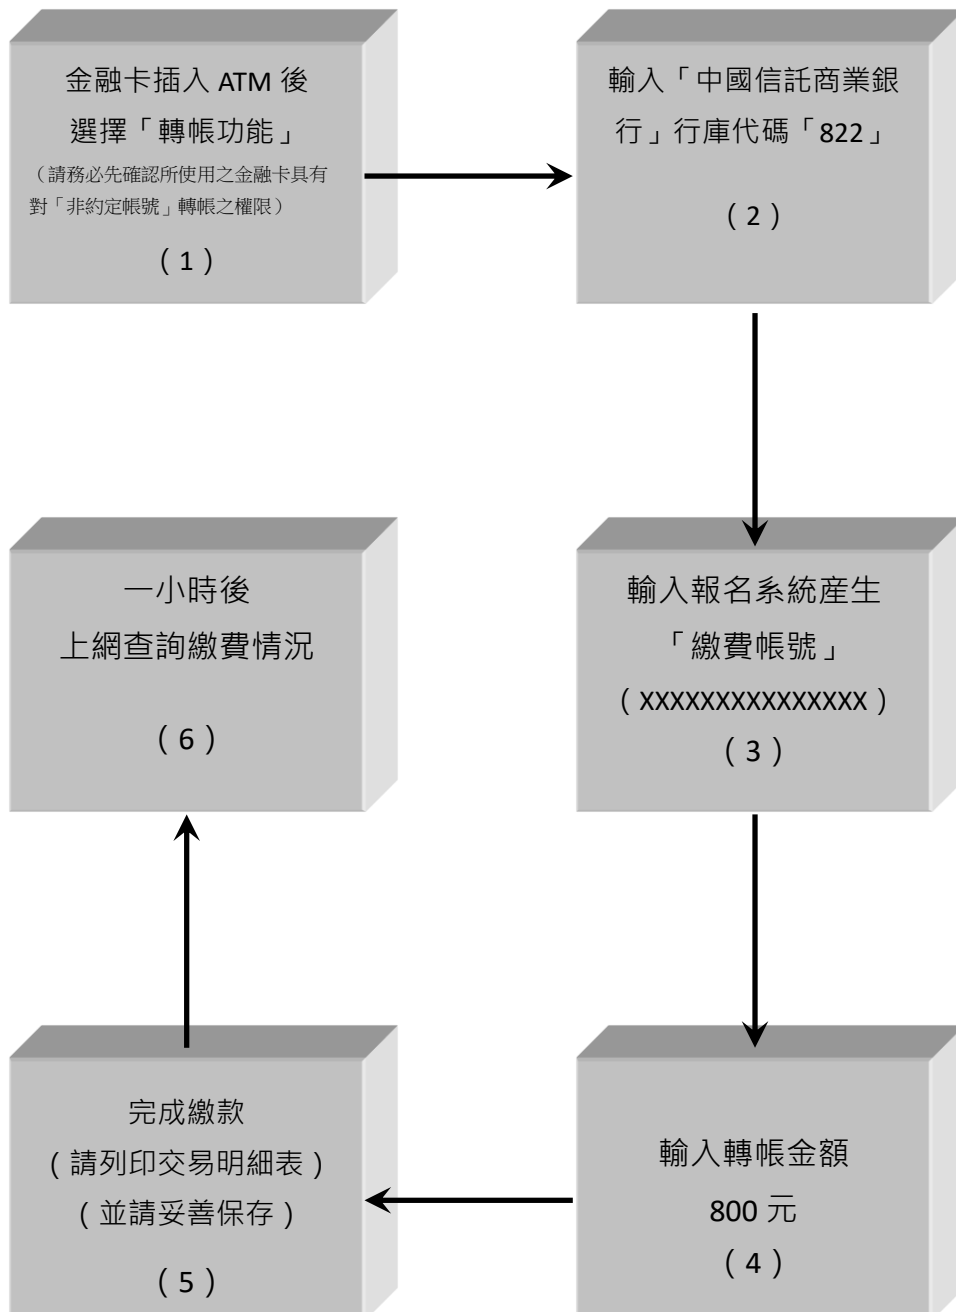 金融卡插入 ATM 後
選擇「轉帳功能」
（請務必先確認所使用之金融卡具有
對「非約定帳號」轉帳之權限）
（1）
輸入「中國信託商業銀
行」行庫代碼「822」
（2）
輸入報名系統產生
「繳費帳號」
（XXXXXXXXXXXXXXX）
（3）
輸入轉帳金額
800 元
（4）
完成繳款
（請列印交易明細表）
（並請妥善保存）
（5）
一小時後
上網查詢繳費情況
（6）